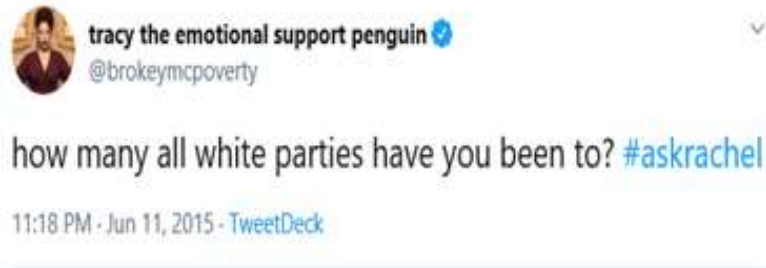 tracy the emotional support penguin
@brokeymcpoverty
how many all white parties have you been to? #askrachel
11:18 PM - Jun 11, 2015 - TweetDeck